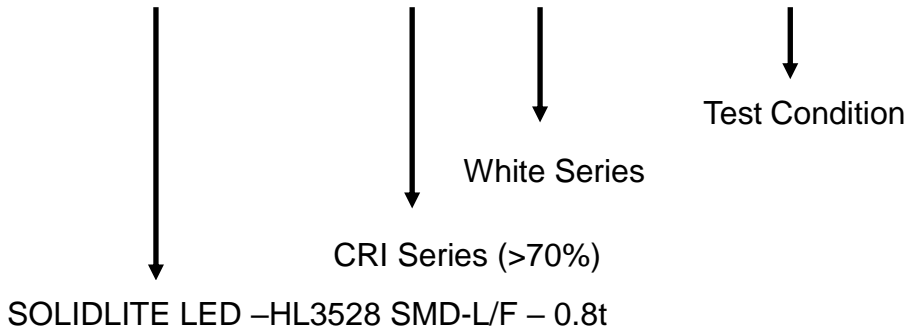 Test Condition
White Series
CRI Series (>70%)
SOLIDLITE LED –HL3528 SMD-L/F – 0.8t